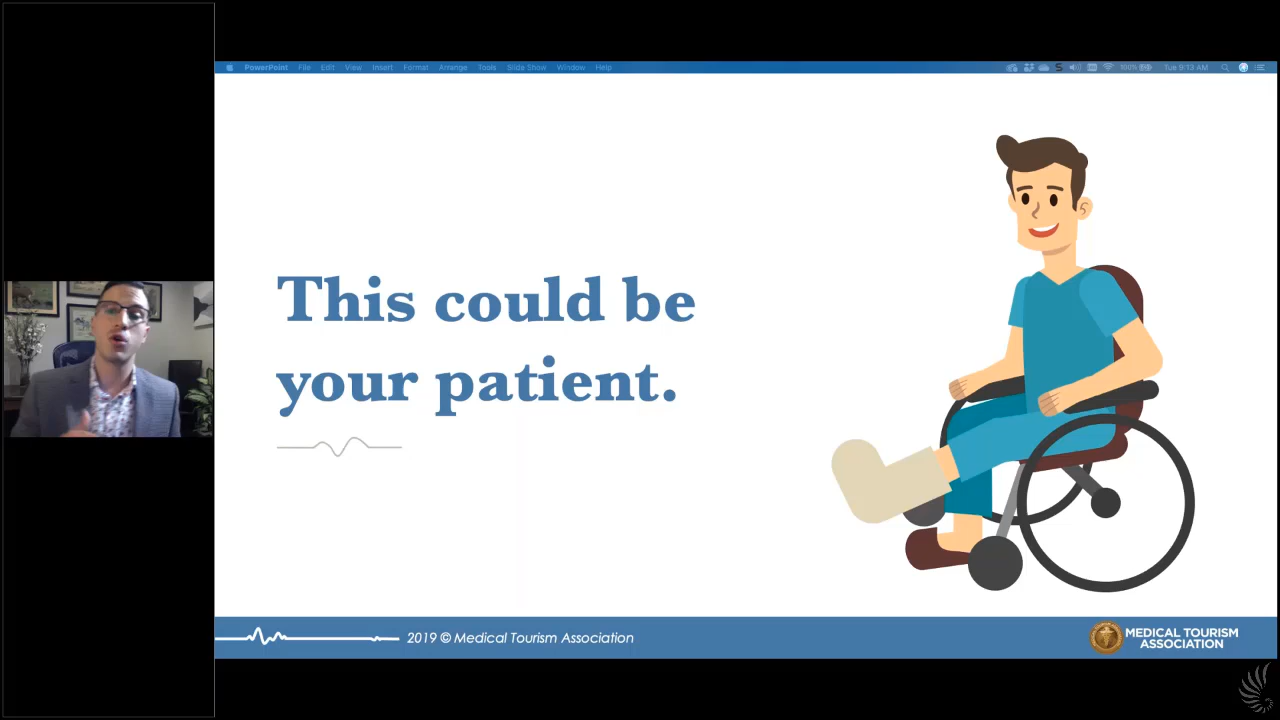 PowerPoint File Edit View Insert Format Arrange Tools Slide Show Window Help
100% Tue 9:13 AM
This could be
your patient.
2019 © Medical Tourism Association
MEDICAL TOURISM
ASSOCIATION